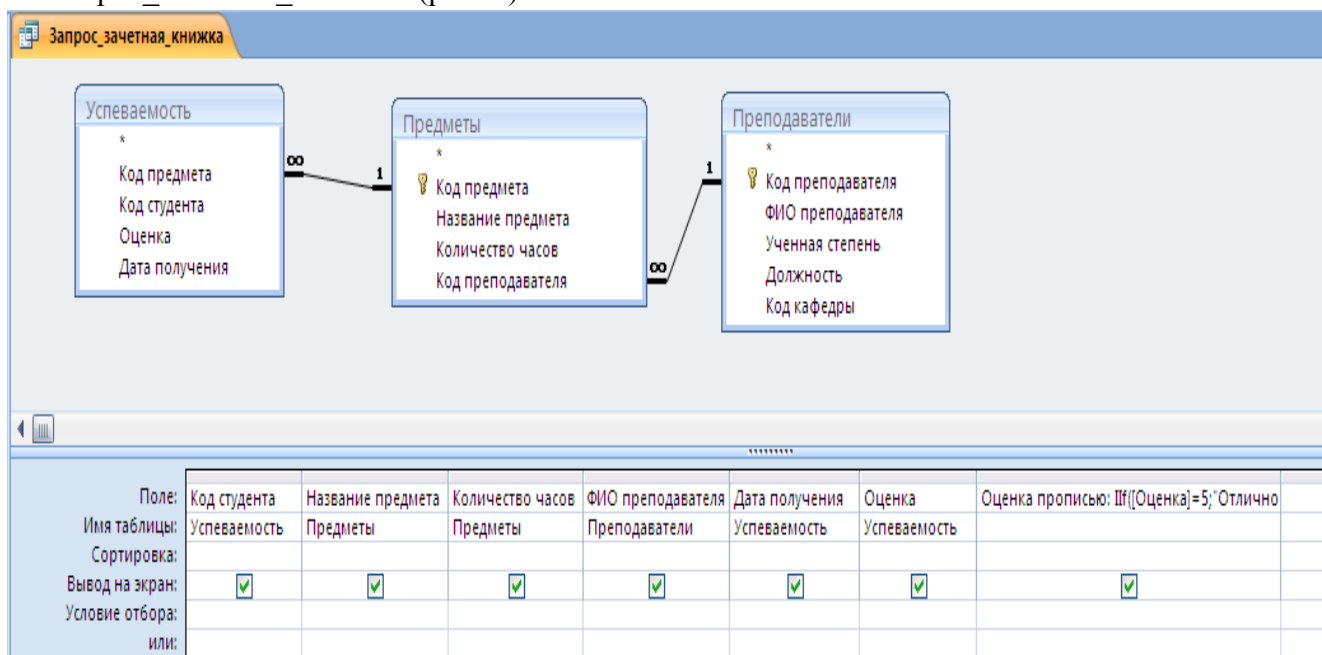 Запрос_зачетная_книжка
Успеваемость
*
Код предмета
Код студента
Оценка
Дата получения
∞
1
Предметы
*
Код предмета
Название предмета
Количество часов
Код преподавателя
∞
1
Преподаватели
*
Код преподавателя
ФИО преподавателя
Ученная степень
Должность
Код кафедры
Поле: Код студента Название предмета Количество часов ФИО преподавателя Дата получения Оценка Оценка прописью: IIf([Оценка]=5;"Отлично
Имя таблицы: Успеваемость Предметы Предметы Преподаватели Успеваемость Успеваемость
Сортировка:
Вывод на экран:
Условие отбора:
или: